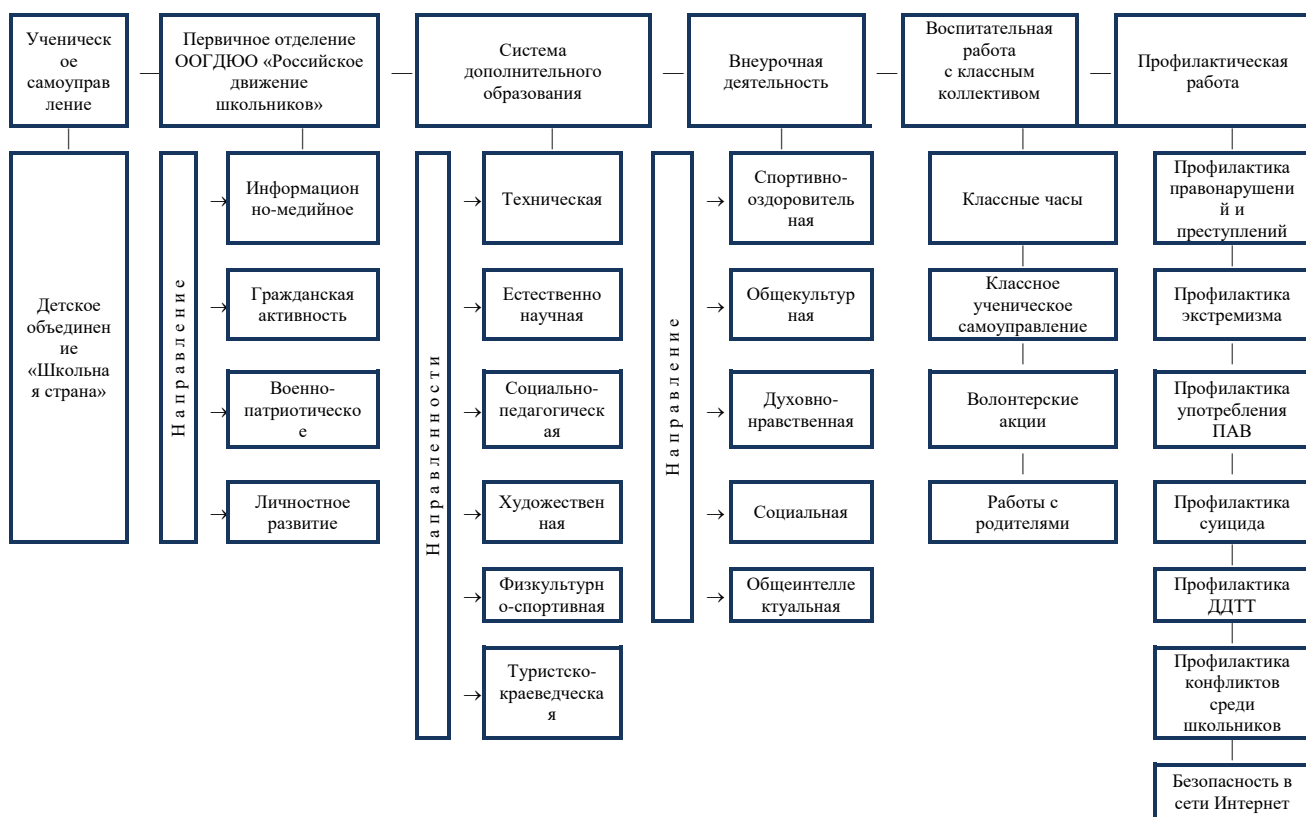 Ученическ
ое
самоуправ
ление
Первичное отделение
ООГДЮО «Российское
движение
школьников»
Система
дополнительного
образования
Внеурочная
деятельность
Воспитательная
работа
с классным
коллективом
Профилактическая
работа
Детское
объединен
ие
«Школьна
я страна»
Направление
Информацион
но-медийное
Гражданская
активность
Военно-
патриотическо
е
Личностное
развитие
Направленности
Техническая
Естественно
научная
Социально-
педагогическ
ая
Художествен
ная
Физкультурн
о-спортивная
Туристско-
краеведческа
я
Направление
Спортивно-
оздоровитель
ная
Общекультур
ная
Духовно-
нравственная
Социальная
Общеинтелле
ктуальная
Классные часы
Классное
ученическое
самоуправление
Волонтерские
акции
Работы с
родителями
Профилактика
правонарушени
й и
преступлений
Профилактика
экстремизма
Профилактика
употребления
ПАВ
Профилактика
суицида
Профилактика
ДДТТ
Профилактика
конфликтов
среди
школьников
Безопасность в
сети Интернет